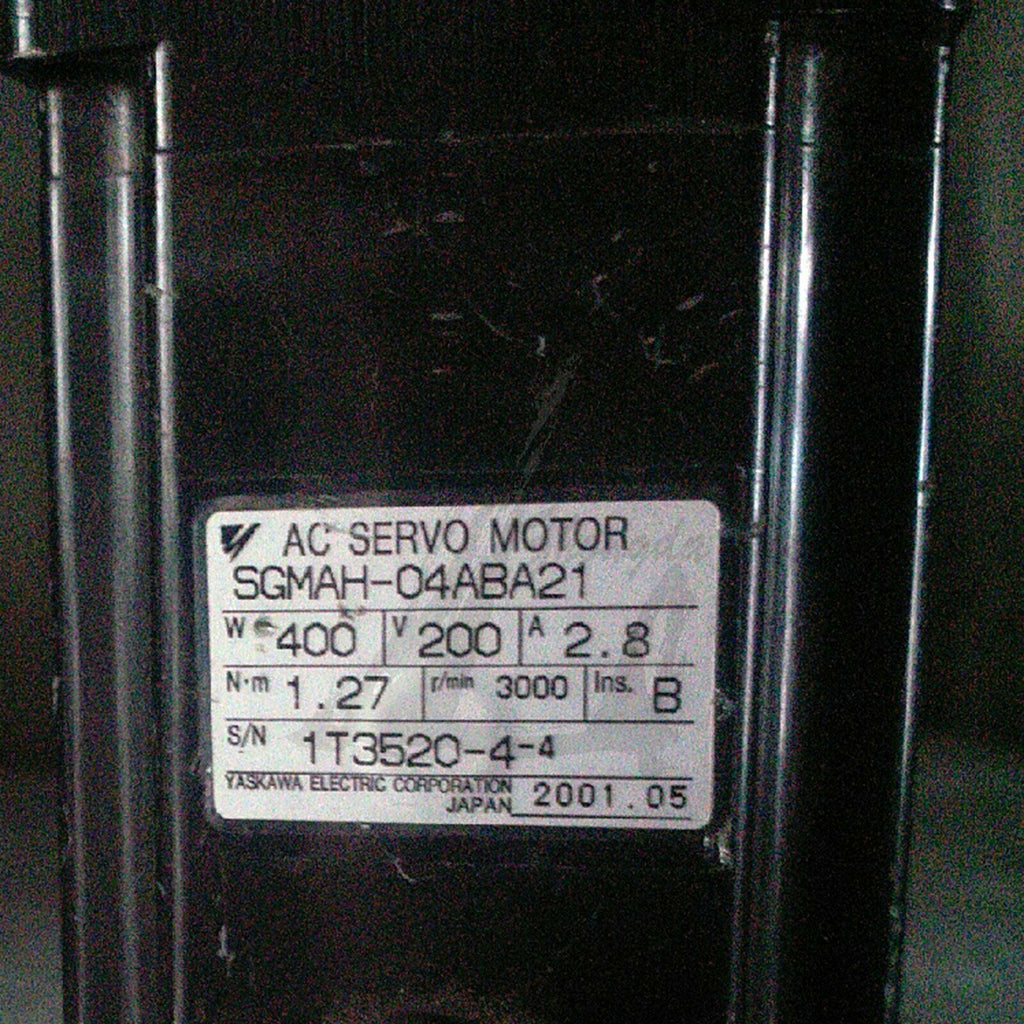 AC SERVO MOTOR
SGMAH-04ABA21
W 400 V 200 A 2.8
N·m 1.27 r/min 3000 Ins. B
S/N 1T3520-4-4
YASKAWA ELECTRIC CORPORATION
JAPAN 2001.05